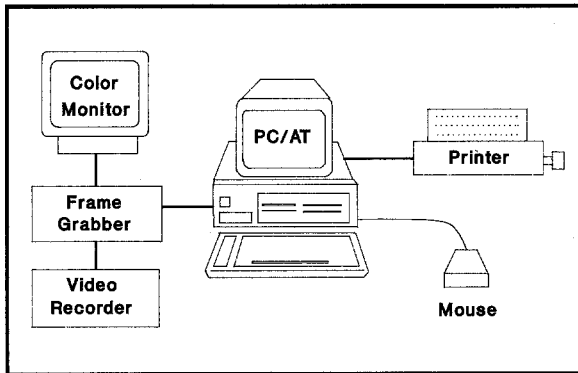 Color
Monitor
PC/AT
Printer
Frame
Grabber
Video
Recorder
Mouse